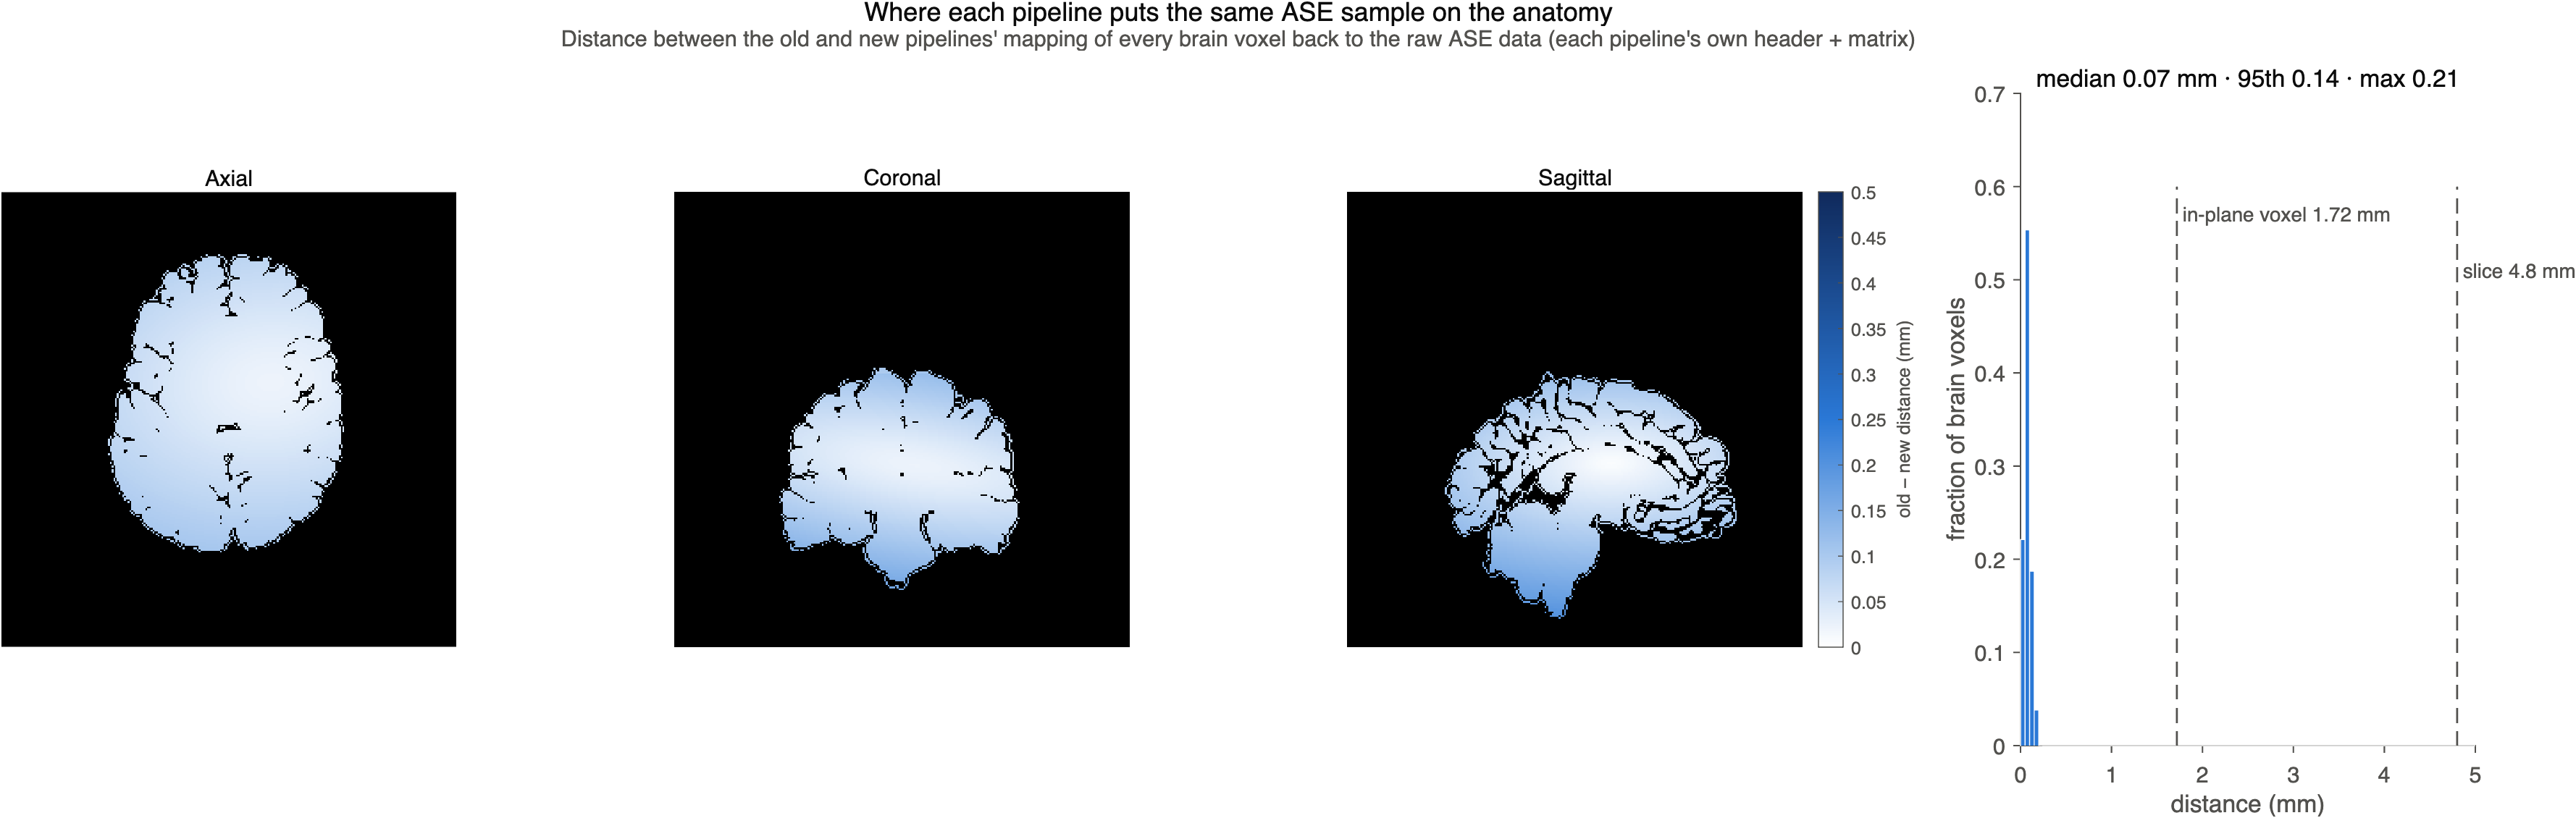 Where each pipeline puts the same ASE sample on the anatomy
Distance between the old and new pipelines' mapping of every brain voxel back to the raw ASE data (each pipeline's own header + matrix)
Axial
Coronal
Sagittal
0.5
0.45
0.4
0.35
0.3
0.25
0.2
0.15
0.1
0.05
0
old − new distance (mm)
median 0.07 mm · 95th 0.14 · max 0.21
0.7
0.6
0.5
0.4
0.3
0.2
0.1
0
fraction of brain voxels
in-plane voxel 1.72 mm
slice 4.8 mm
0 1 2 3 4 5
distance (mm)